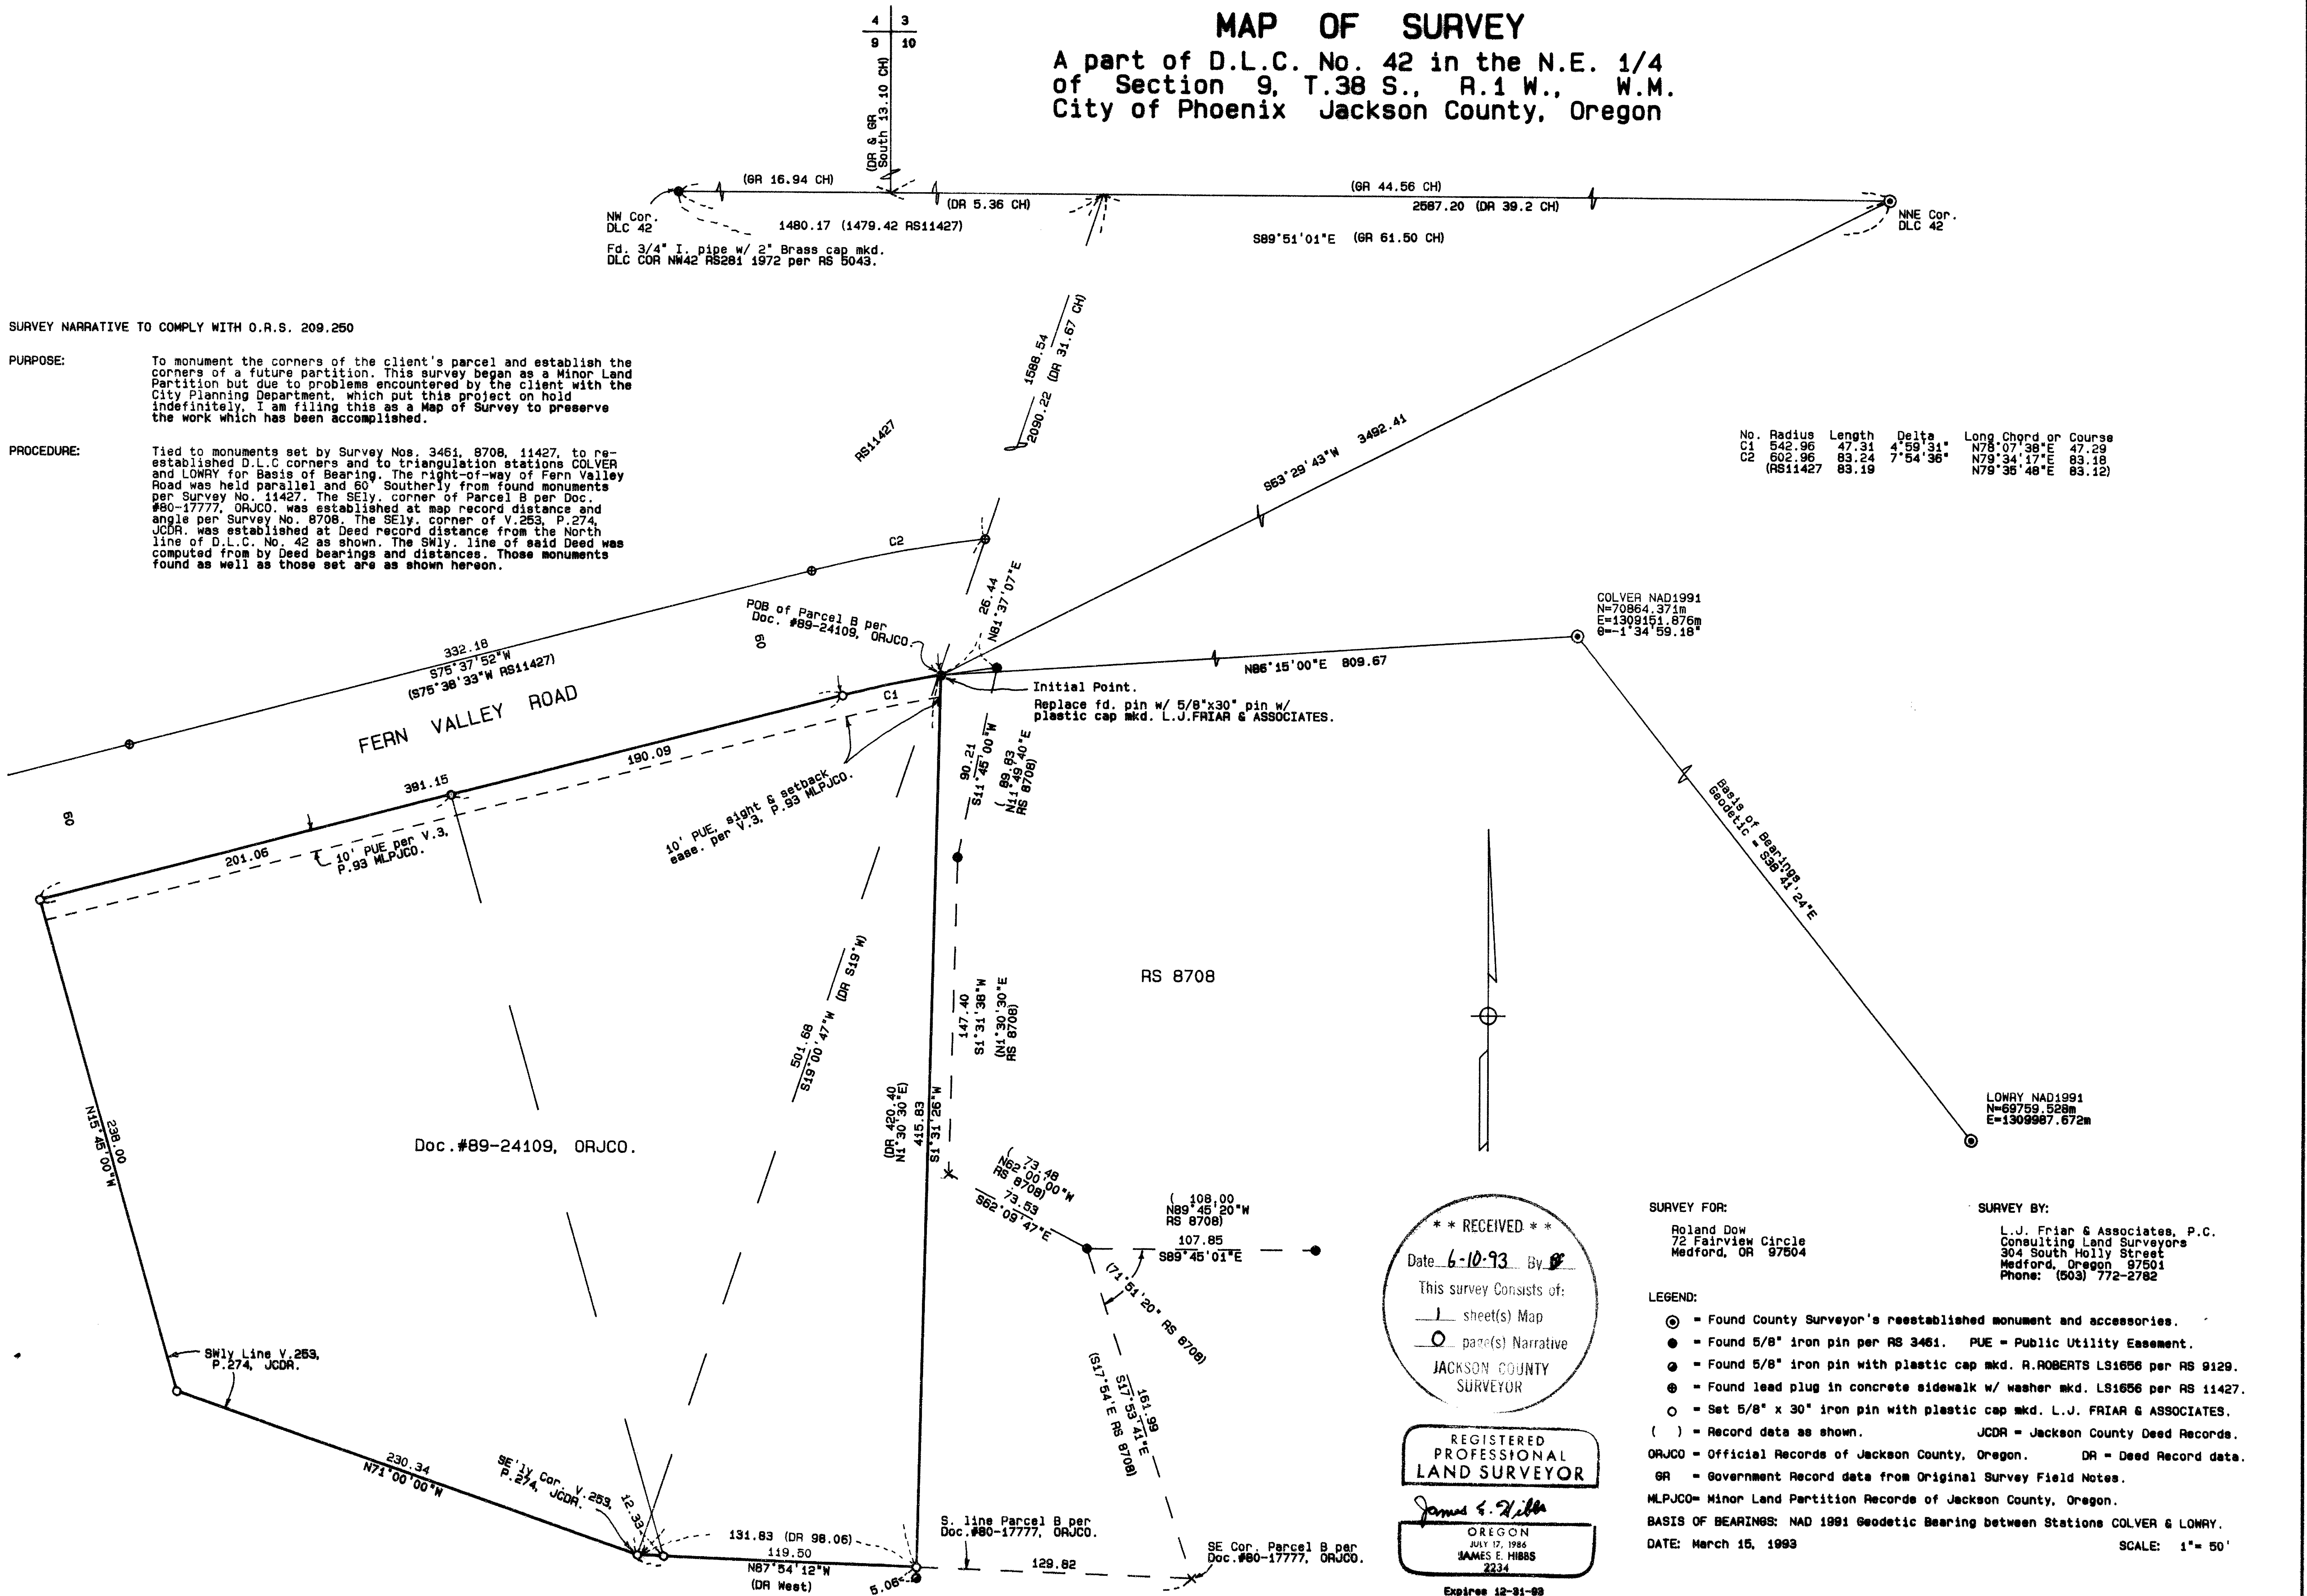 MAP OF SURVEY
A part of D.L.C. No. 42 in the N.E. 1/4
of Section 9, T.38 S., R.1 W., W.M.
City of Phoenix Jackson County, Oregon
4 3
9 10
(DR & GR
South 13.10 CH)
(GR 16.94 CH)
(DR 5.36 CH)
(GR 44.56 CH)
2587.20 (DR 39.2 CH)
NW Cor.
DLC 42
1480.17 (1479.42 RS11427)
S89°51'01"E (GR 61.50 CH)
NNE Cor.
DLC 42
Fd. 3/4" I. pipe w/ 2" Brass cap mkd.
DLC COR NW42 RS281 1972 per RS 5043.
SURVEY NARRATIVE TO COMPLY WITH O.R.S. 209.250
PURPOSE:
To monument the corners of the client's parcel and establish the
corners of a future partition. This survey began as a Minor Land
Partition but due to problems encountered by the client with the
City Planning Department, which put this project on hold
indefinitely, I am filing this as a Map of Survey to preserve
the work which has been accomplished.
PROCEDURE:
Tied to monuments set by Survey Nos. 3461, 8708, 11427, to re-
established D.L.C corners and to triangulation stations COLVER
and LOWRY for Basis of Bearing. The right-of-way of Fern Valley
Road was held parallel and 60' Southerly from found monuments
per Survey No. 11427. The SEly. corner of Parcel B per Doc.
#80-17777, ORJCO. was established at map record distance and
angle per Survey No. 8708. The SEly. corner of V.253, P.274,
JCDR. was established at Deed record distance from the North
line of D.L.C. No. 42 as shown. The SWly. line of said Deed was
computed from by Deed bearings and distances. Those monuments
found as well as those set are as shown hereon.
1588.54
2090.22 (DR 31.67 CH)
RS11427
S63°29'43"W 3492.41
No. Radius Length Delta Long Chord or Course
C1 542.96 47.31 4°59'31" N78°07'38"E 47.29
C2 602.96 83.24 7°54'36" N79°34'17"E 83.18
(RS11427 83.19 N79°35'48"E 83.12)
C2
26.44
N81°37'07"E
POB of Parcel B per
Doc. #89-24109, ORJCO.
60
332.18
S75°37'52"W
(S75°38'33"W RS11427)
FERN VALLEY ROAD
COLVER NAD1991
N=70864.371m
E=1309151.876m
θ=-1°34'59.18"
N86°15'00"E 809.67
C1
Initial Point.
Replace fd. pin w/ 5/8"x30" pin w/
plastic cap mkd. L.J.FRIAR & ASSOCIATES.
190.09
391.15
201.06
60
10' PUE per V.3,
P.93 MLPJCO.
10' PUE, sight & setback
ease. per V.3, P.93 MLPJCO.
90.21
S11°45'00"W
( 89.83
N11°49'40"E
RS 8708)
Basis of Bearings
Geodetic = S38°41'24"E
501.68
S19°00'47"W (DR S19°W)
147.40
S1°31'38"W
(N1°30'30"E
RS 8708)
RS 8708
(DR 420.40
N1°30'30"E)
415.83
S1°31'26"W
238.00
N15°45'00"W
Doc.#89-24109, ORJCO.
LOWRY NAD1991
N=69759.528m
E=1309987.672m
( 73.48
N62°00'00"W
RS 8708)
73.53
S62°09'47"E
( 108.00
N89°45'20"W
RS 8708)
107.85
S89°45'01"E
(71°51'20" RS 8708)
161.99
S17°53'41"E
(S17°54'E RS 8708)
SWly Line V.253,
P.274, JCDR.
230.34
N71°00'00"W
SE'ly Cor. V.253,
P.274, JCDR.
12.33
131.83 (DR 98.06)
119.50
N87°54'12"W
(DR West)
5.06
S. line Parcel B per
Doc.#80-17777, ORJCO.
129.82
SE Cor. Parcel B per
Doc.#80-17777, ORJCO.
* * RECEIVED * *
Date 6-10-93 By
This survey Consists of:
1 sheet(s) Map
0 page(s) Narrative
JACKSON COUNTY
SURVEYOR
REGISTERED
PROFESSIONAL
LAND SURVEYOR
James E. Hibbs
OREGON
JULY 17, 1986
JAMES E. HIBBS
2234
Expires 12-31-93
SURVEY FOR:
Roland Dow
72 Fairview Circle
Medford, OR 97504
SURVEY BY:
L.J. Friar & Associates, P.C.
Consulting Land Surveyors
304 South Holly Street
Medford, Oregon 97501
Phone: (503) 772-2782
LEGEND:
= Found County Surveyor's reestablished monument and accessories.
= Found 5/8" iron pin per RS 3461. PUE = Public Utility Easement.
= Found 5/8" iron pin with plastic cap mkd. R.ROBERTS LS1656 per RS 9129.
= Found lead plug in concrete sidewalk w/ washer mkd. LS1656 per RS 11427.
= Set 5/8" x 30" iron pin with plastic cap mkd. L.J. FRIAR & ASSOCIATES.
( ) = Record data as shown. JCDR = Jackson County Deed Records.
ORJCO = Official Records of Jackson County, Oregon. DR = Deed Record data.
GR = Government Record data from Original Survey Field Notes.
MLPJCO= Minor Land Partition Records of Jackson County, Oregon.
BASIS OF BEARINGS: NAD 1991 Geodetic Bearing between Stations COLVER & LOWRY.
DATE: March 15, 1993
SCALE: 1"= 50'